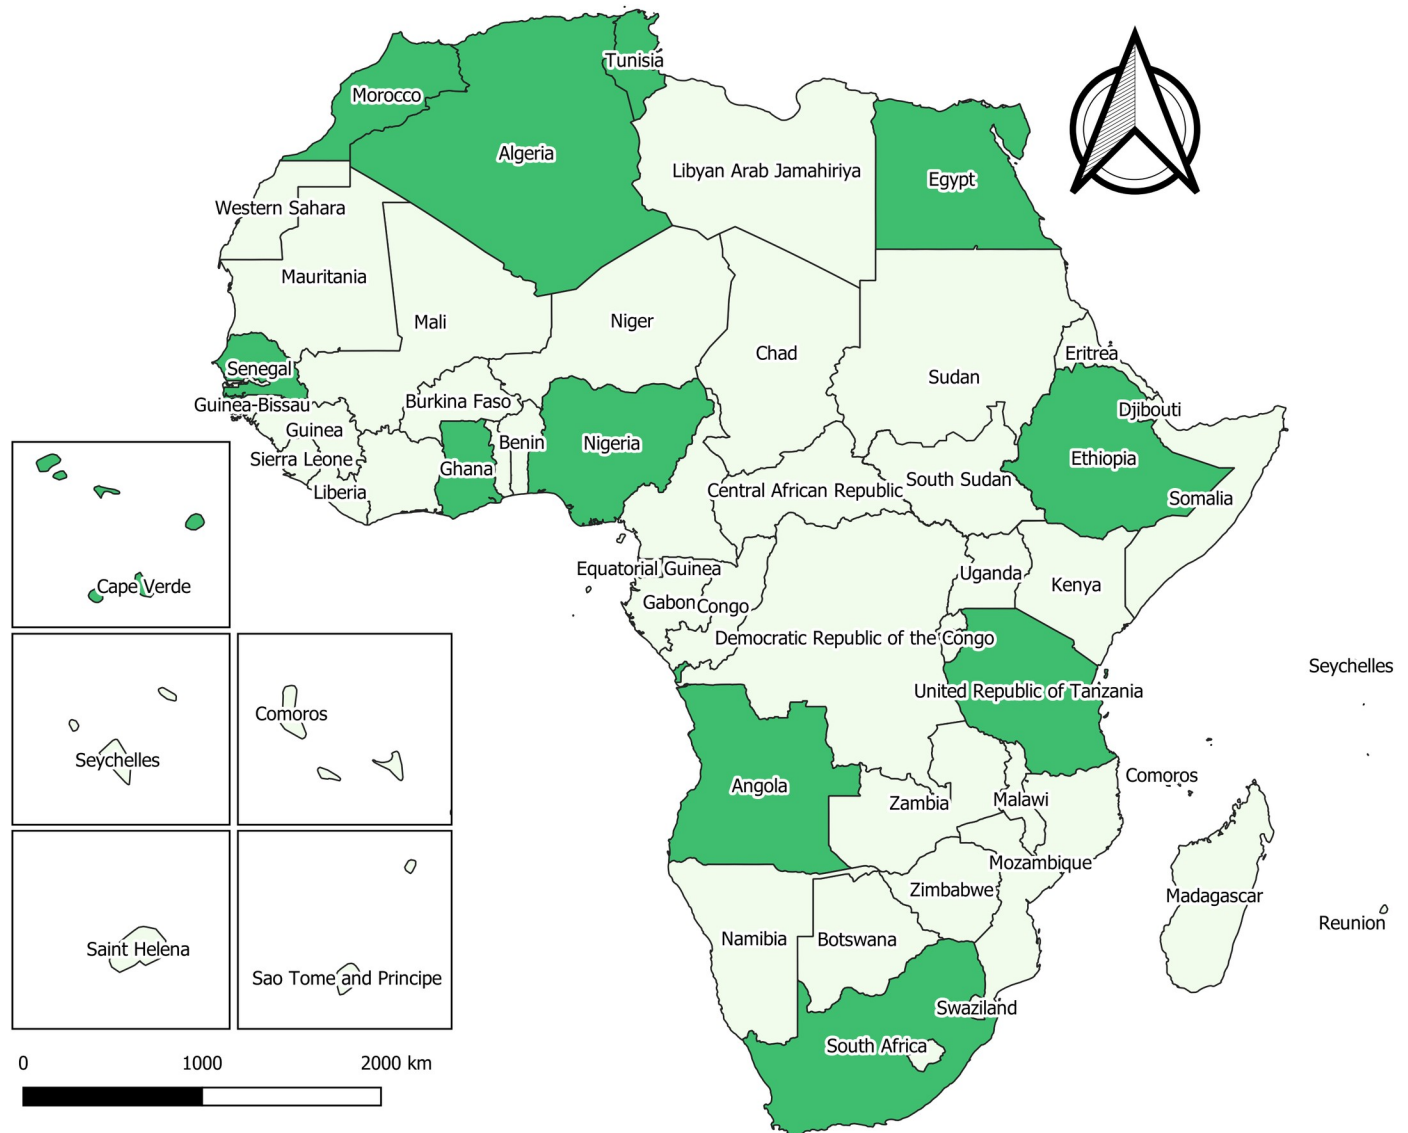 Tunisia
Morocco
Algeria
Libyan Arab Jamahiriya
Egypt
Western Sahara
Mauritania
Mali
Niger
Chad
Sudan
Eritrea
Senegal
Guinea-Bissau
Burkina Faso
Djibouti
Guinea
Benin
Nigeria
Sierra Leone
Ghana
Ethiopia
Liberia
Central African Republic
South Sudan
Somalia
Equatorial Guinea
Uganda
Kenya
Cape Verde
Gabon
Congo
Democratic Republic of the Congo
Seychelles
United Republic of Tanzania
Comoros
Seychelles
Angola
Comoros
Zambia
Malawi
Mozambique
Zimbabwe
Madagascar
Reunion
Namibia
Botswana
Saint Helena
Sao Tome and Principe
Swaziland
South Africa
0 1000 2000 km